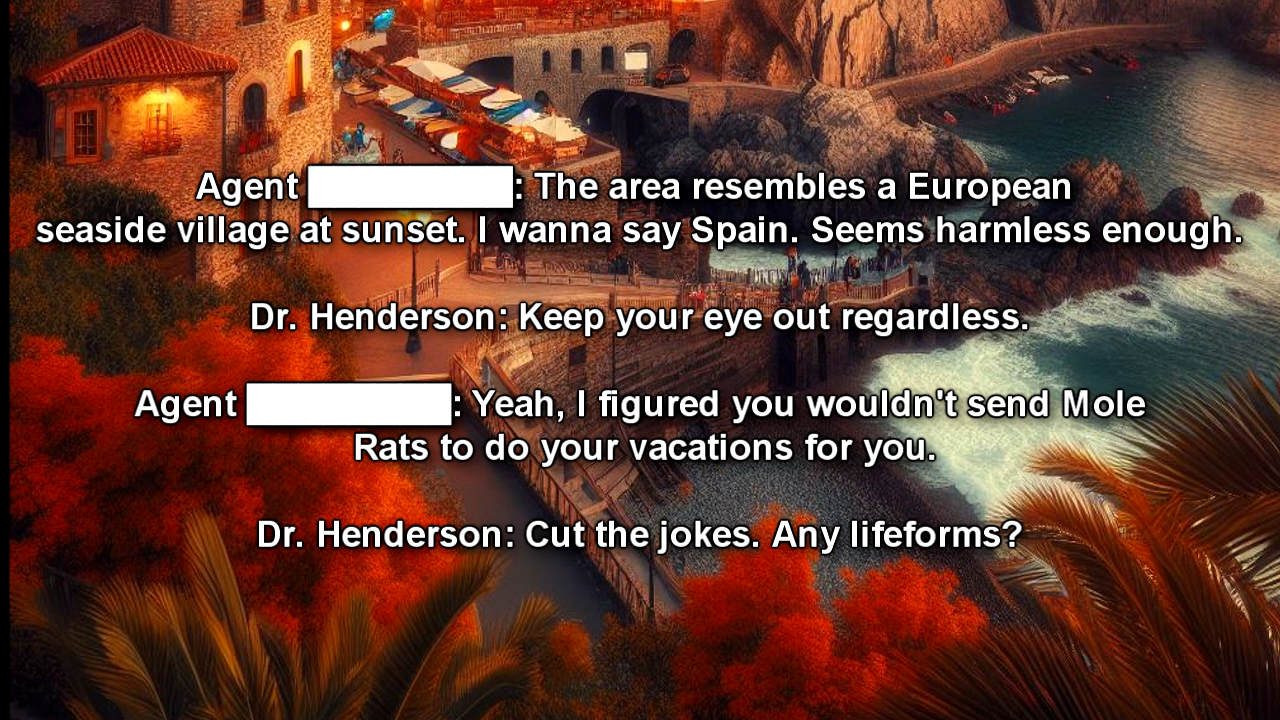 Agent : The area resembles a European
seaside village at sunset. I wanna say Spain. Seems harmless enough.
Dr. Henderson: Keep your eye out regardless.
Agent : Yeah, I figured you wouldn't send Mole
Rats to do your vacations for you.
Dr. Henderson: Cut the jokes. Any lifeforms?